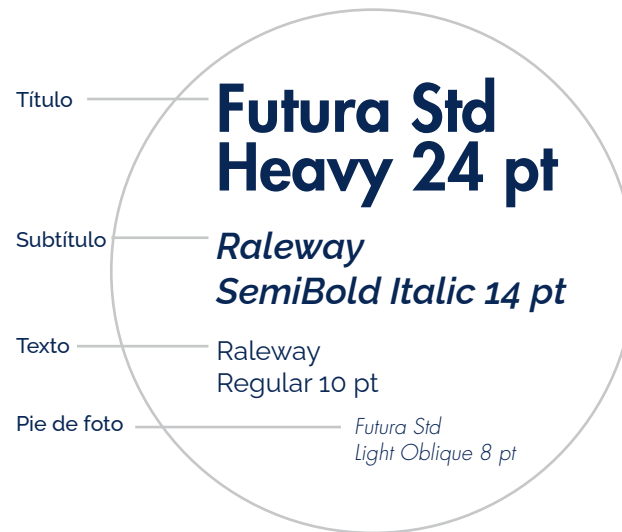 Título
Futura Std
Heavy 24 pt
Subtítulo
Raleway
SemiBold Italic 14 pt
Texto
Raleway
Regular 10 pt
Pie de foto
Futura Std
Light Oblique 8 pt